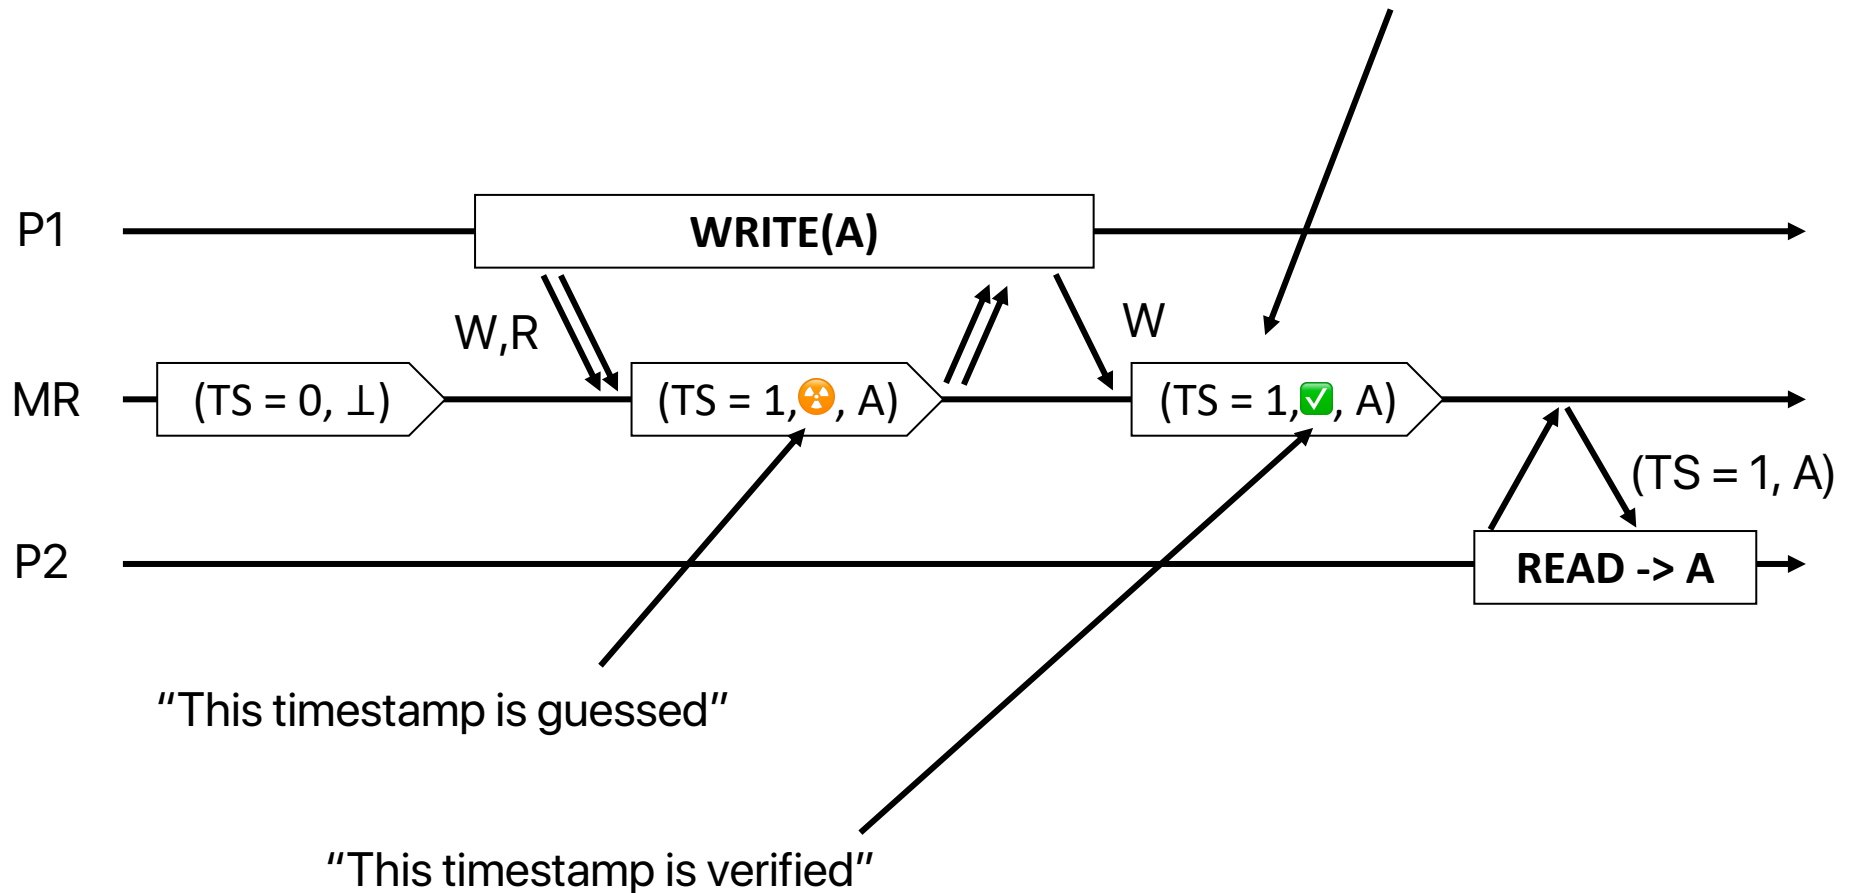 P1
WRITE(A)
W,R
W
MR
(TS = 0, ⊥)
(TS = 1,☢️, A)
(TS = 1,✅, A)
(TS = 1, A)
P2
READ -> A
“This timestamp is guessed”
“This timestamp is verified”